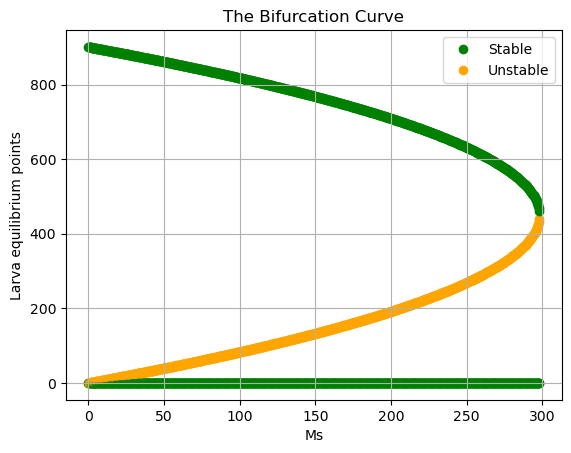 The Bifurcation Curve
Stable
Unstable
Larva equilibrium points
800
600
400
200
0
0 50 100 150 200 250 300
Ms